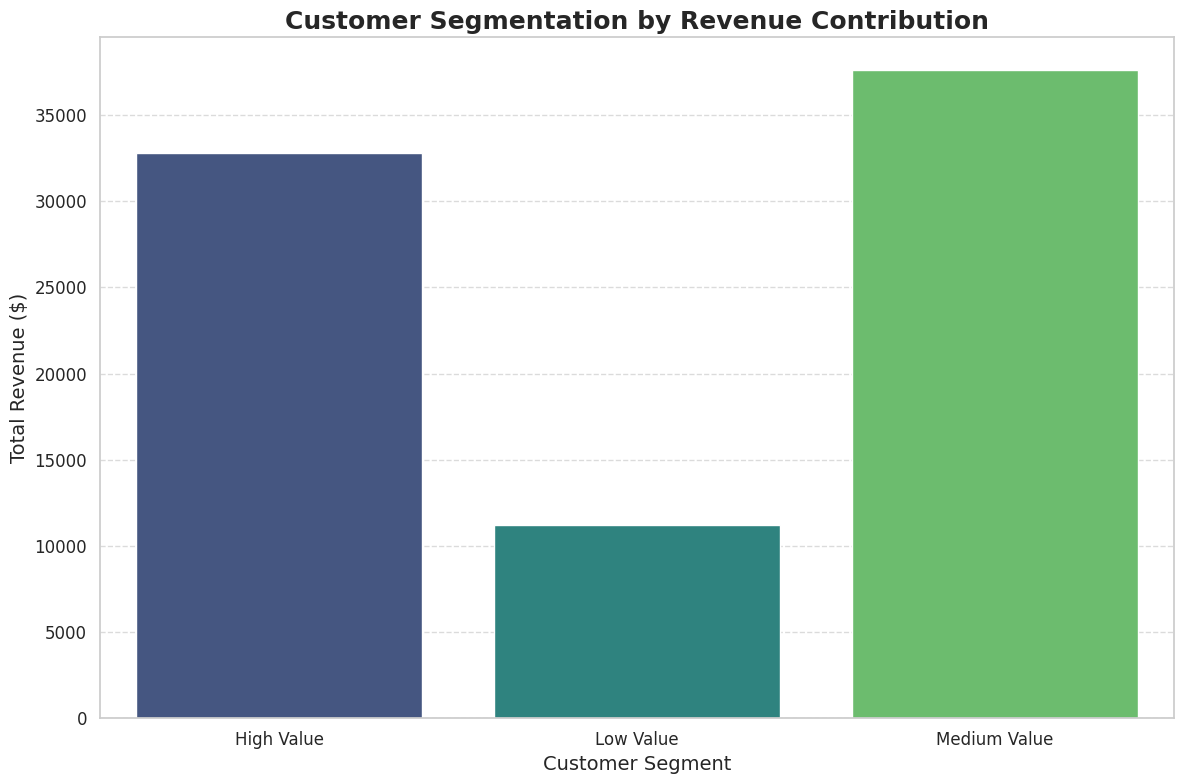 Customer Segmentation by Revenue Contribution
Total Revenue ($)
35000
30000
25000
20000
15000
10000
5000
0
High Value
Low Value
Medium Value
Customer Segment